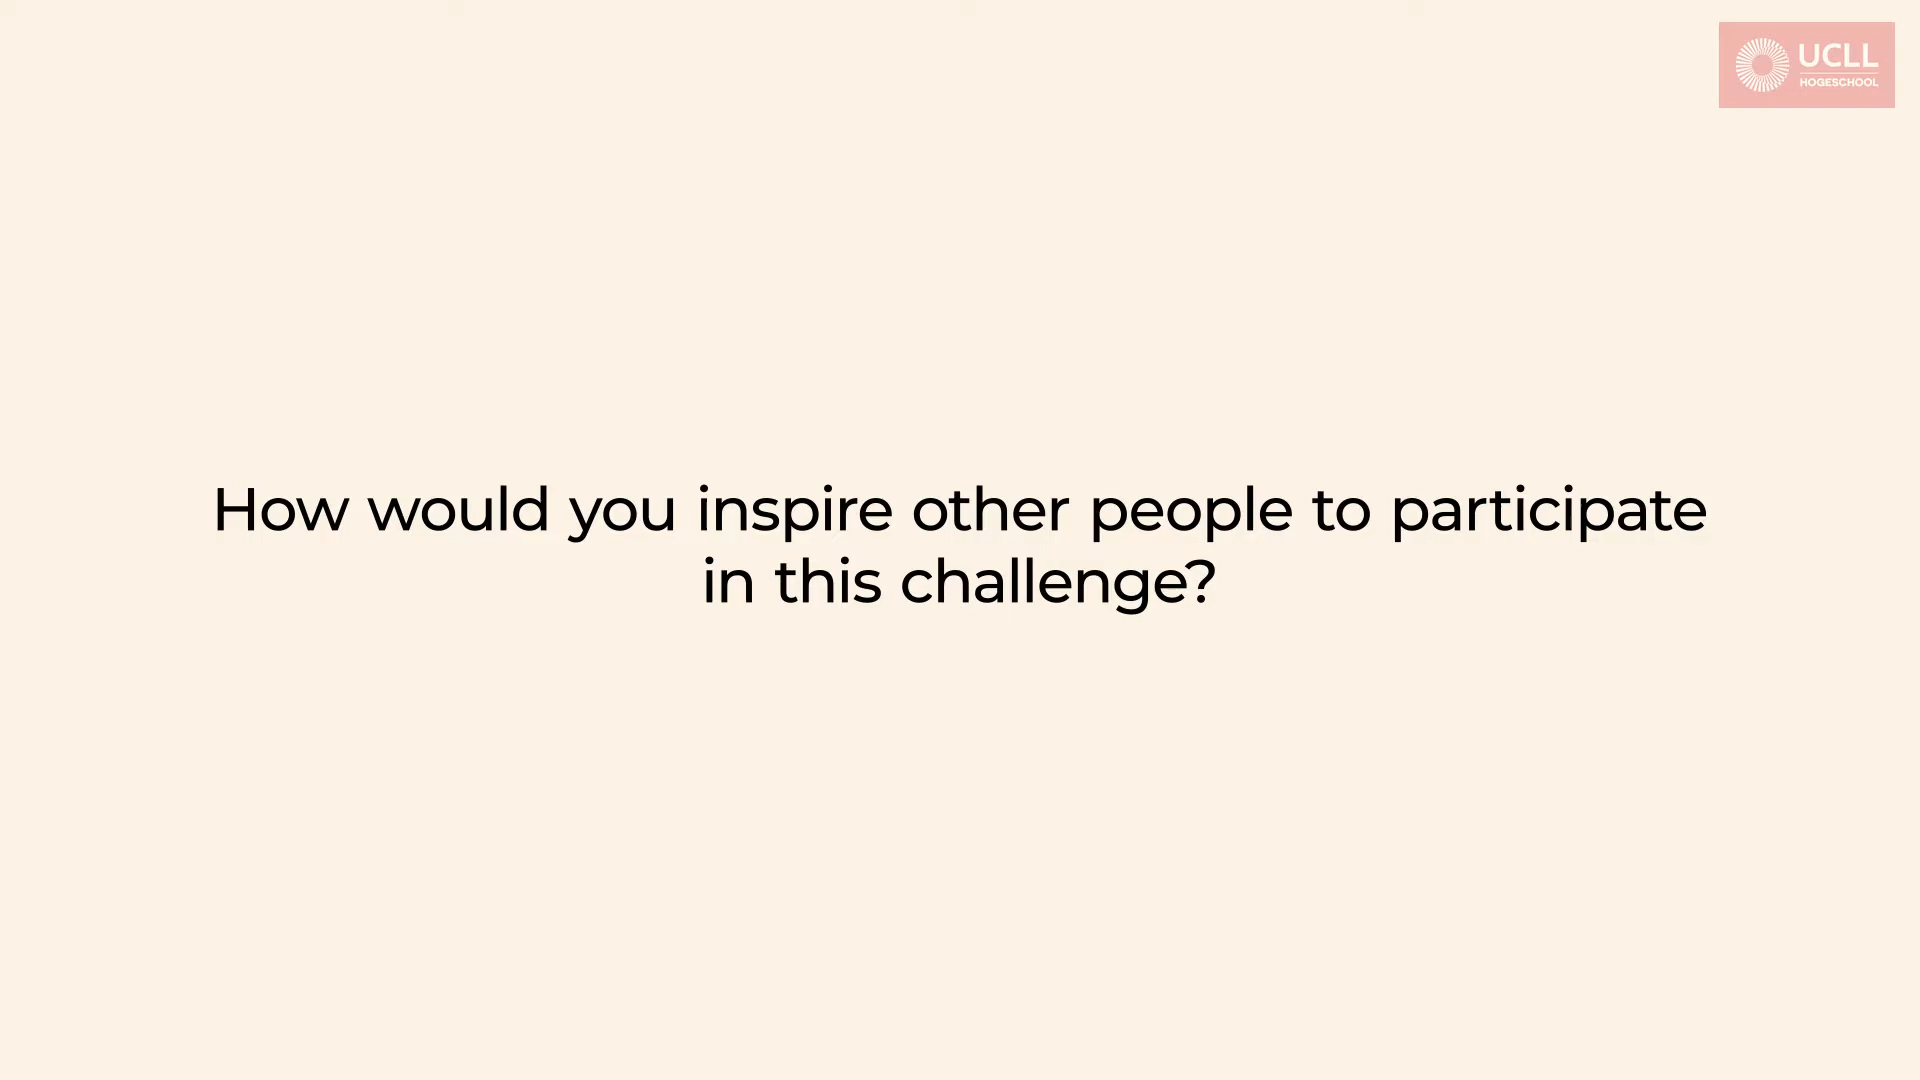 UCLL
HOGESCHOOL
How would you inspire other people to participate
in this challenge?